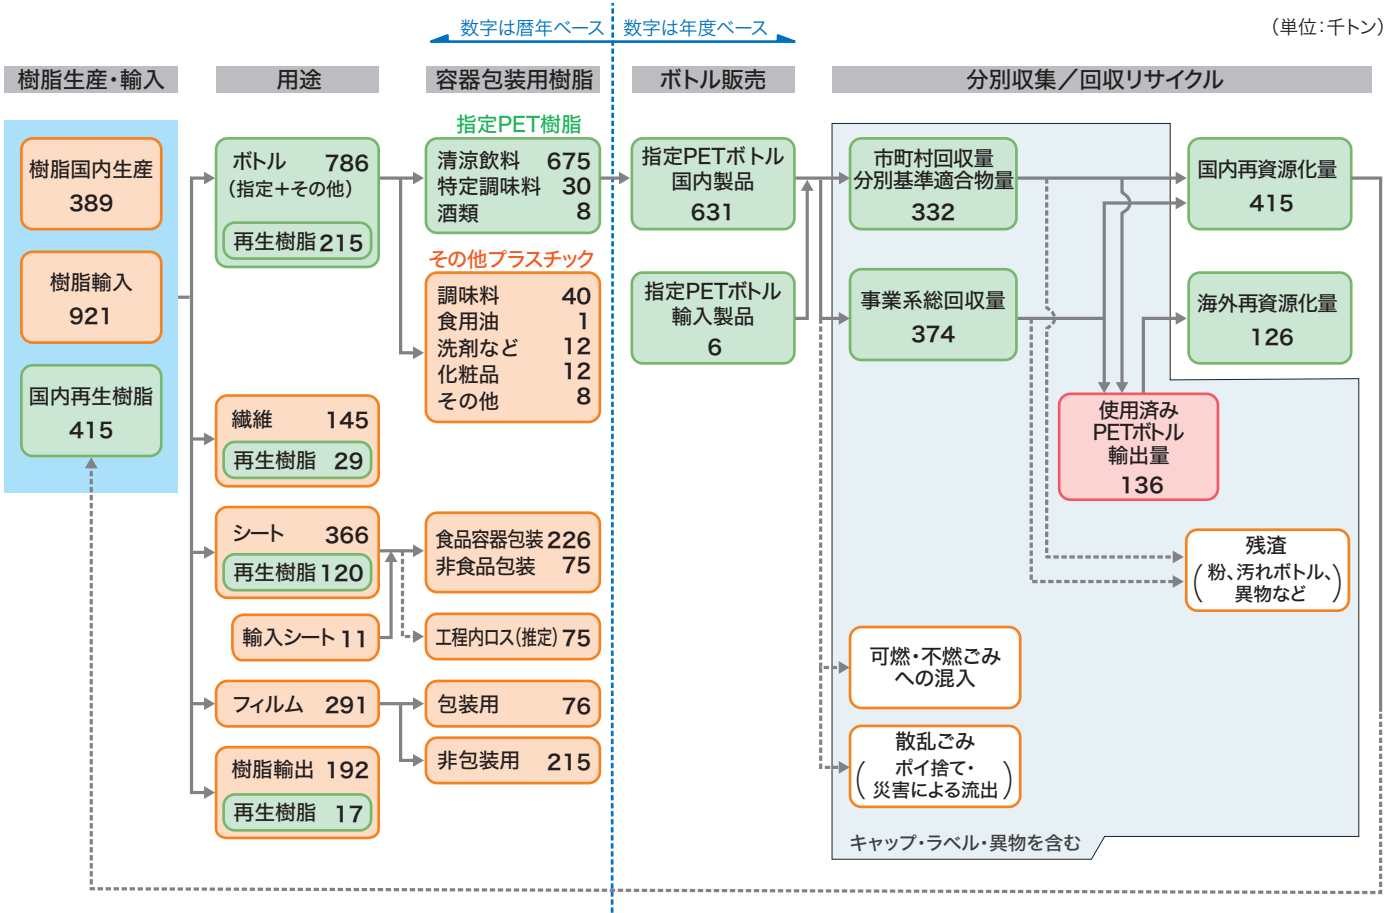 数字は暦年ベース
数字は年度ベース
（単位：千トン）
樹脂生産・輸入
用途
容器包装用樹脂
ボトル販売
分別収集／回収リサイクル
樹脂国内生産
389
樹脂輸入
921
国内再生樹脂
415
ボトル 786
（指定＋その他）
再生樹脂 215
繊維 145
再生樹脂 29
シート 366
再生樹脂 120
輸入シート 11
フィルム 291
樹脂輸出 192
再生樹脂 17
指定PET樹脂
清涼飲料 675
特定調味料 30
酒類 8
その他プラスチック
調味料 40
食用油 1
洗剤など 12
化粧品 12
その他 8
食品容器包装 226
非食品包装 75
工程内ロス（推定） 75
包装用 76
非包装用 215
指定PETボトル
国内製品
631
指定PETボトル
輸入製品
6
市町村回収量
分別基準適合物量
332
事業系総回収量
374
国内再資源化量
415
海外再資源化量
126
使用済み
PETボトル
輸出量
136
残渣
（粉、汚れボトル、
異物など）
可燃・不燃ごみ
への混入
散乱ごみ
（ポイ捨て・
災害による流出）
キャップ・ラベル・異物を含む